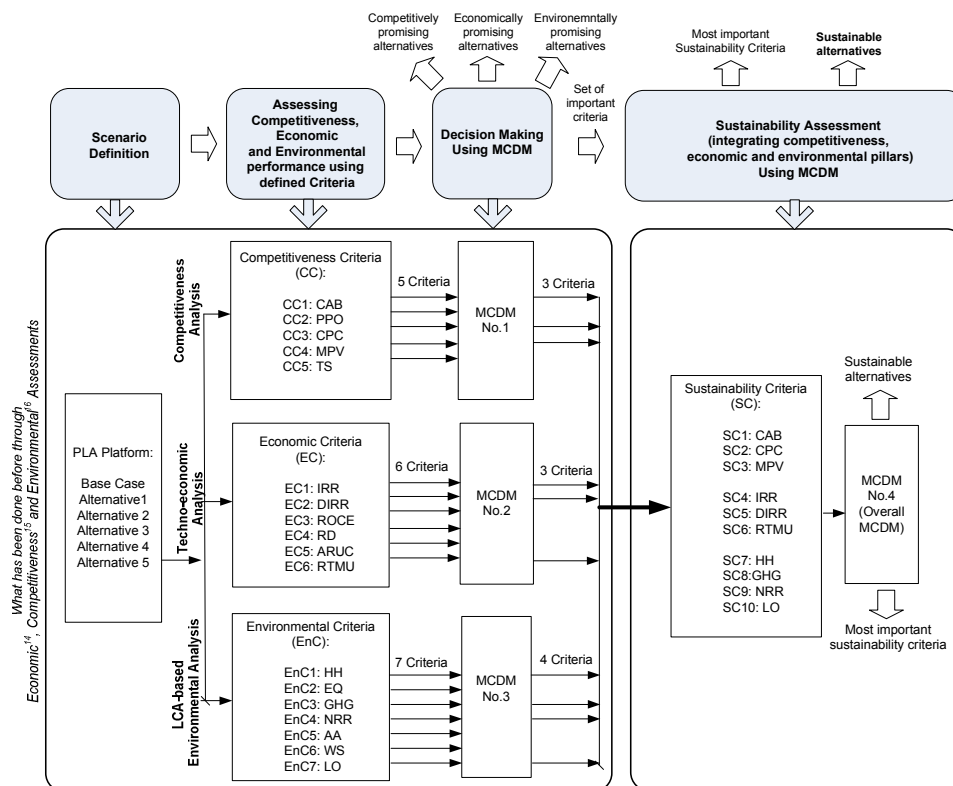 Competitively
promising
alternatives
Economically
promising
alternatives
Environemntally
promising
alternatives
Most important
Sustainability Criteria
Sustainable
alternatives
Scenario
Definition
Assessing
Competitiveness,
Economic
and Environmental
performance using
defined Criteria
Decision Making
Using MCDM
Set of
important
criteria
Sustainability Assessment
(integrating competitiveness,
economic and environmental pillars)
Using MCDM
What has been done before through
Economic14, Competitiveness15 and Environmental16 Assessments
PLA Platform:
Base Case
Alternative1
Alternative 2
Alternative 3
Alternative 4
Alternative 5
Competitiveness
Analysis
Competitiveness Criteria
(CC):
CC1: CAB
CC2: PPO
CC3: CPC
CC4: MPV
CC5: TS
5 Criteria
MCDM
No.1
3 Criteria
Techno-economic
Analysis
Economic Criteria
(EC):
EC1: IRR
EC2: DIRR
EC3: ROCE
EC4: RD
EC5: ARUC
EC6: RTMU
6 Criteria
MCDM
No.2
3 Criteria
LCA-based
Environmental Analysis
Environmental Criteria
(EnC):
EnC1: HH
EnC2: EQ
EnC3: GHG
EnC4: NRR
EnC5: AA
EnC6: WS
EnC7: LO
7 Criteria
MCDM
No.3
4 Criteria
Sustainability Criteria
(SC):
SC1: CAB
SC2: CPC
SC3: MPV
SC4: IRR
SC5: DIRR
SC6: RTMU
SC7: HH
SC8:GHG
SC9: NRR
SC10: LO
Sustainable
alternatives
MCDM
No.4
(Overall
MCDM)
Most important
sustainability criteria